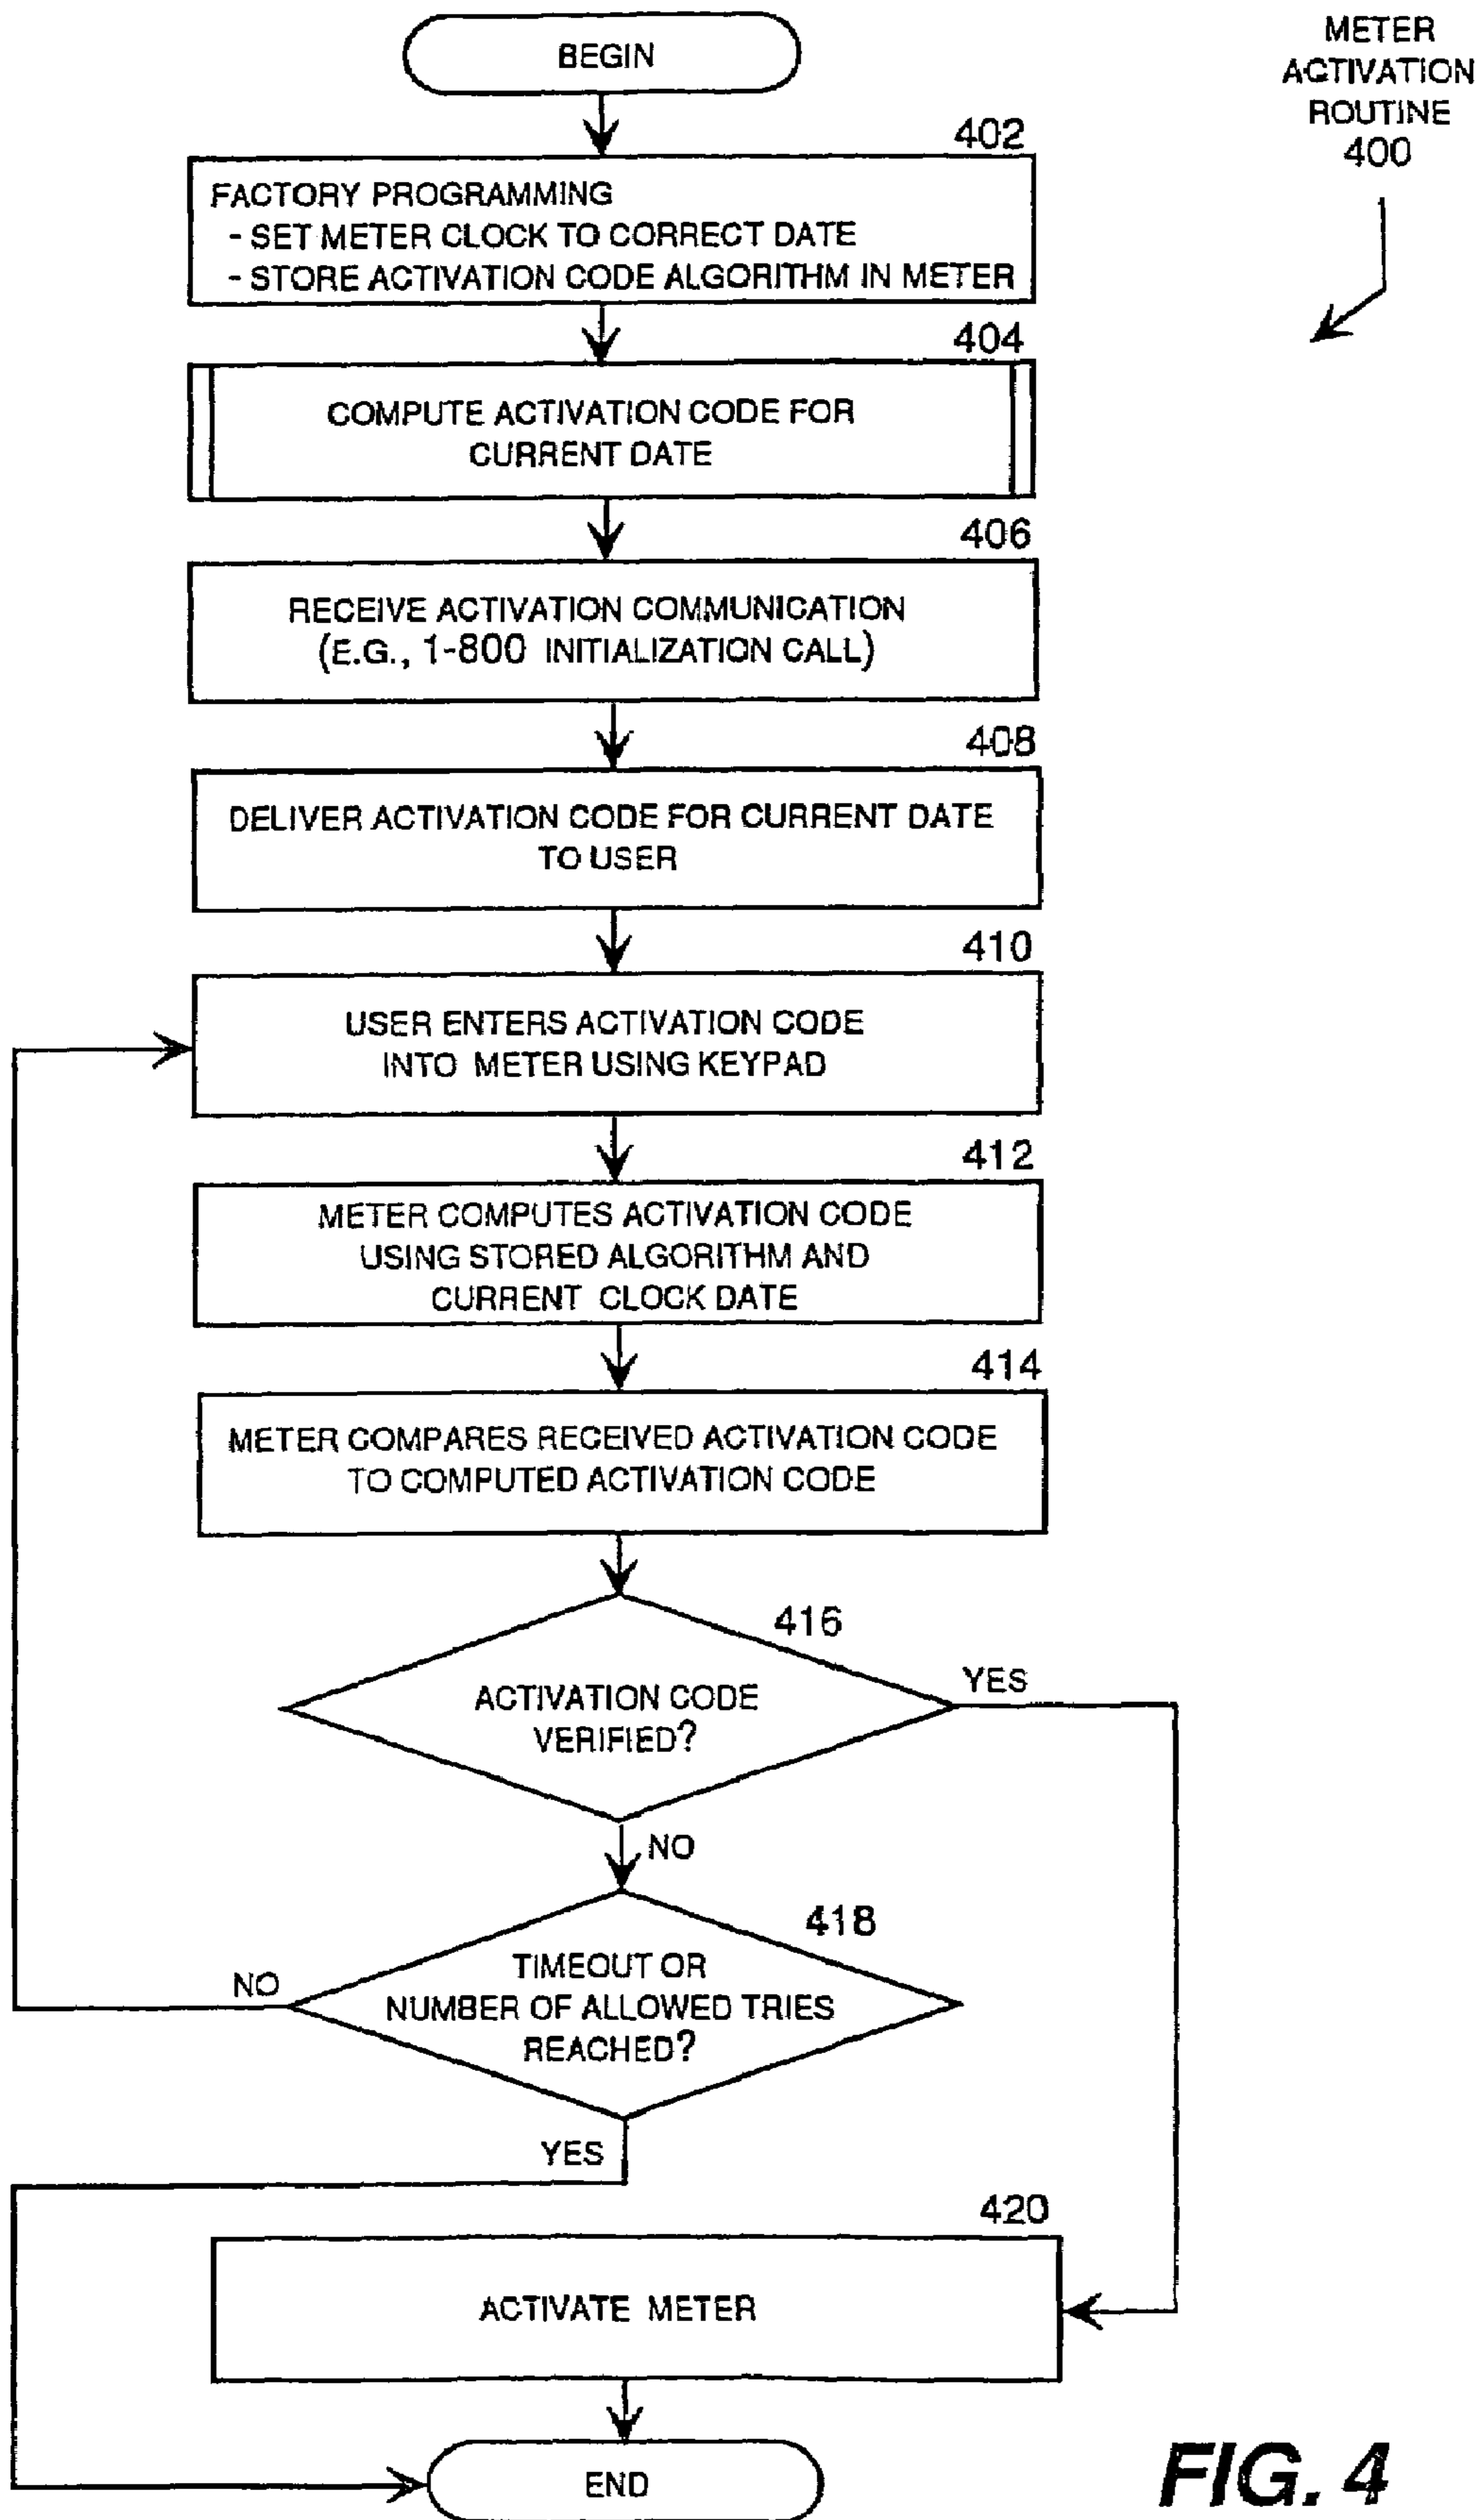 BEGIN
METER
ACTIVATION
ROUTINE
400
402
FACTORY PROGRAMMING
- SET METER CLOCK TO CORRECT DATE
- STORE ACTIVATION CODE ALGORITHM IN METER
404
COMPUTE ACTIVATION CODE FOR
CURRENT DATE
406
RECEIVE ACTIVATION COMMUNICATION
(E.G., 1-800 INITIALIZATION CALL)
408
DELIVER ACTIVATION CODE FOR CURRENT DATE
TO USER
410
USER ENTERS ACTIVATION CODE
INTO METER USING KEYPAD
412
METER COMPUTES ACTIVATION CODE
USING STORED ALGORITHM AND
CURRENT CLOCK DATE
414
METER COMPARES RECEIVED ACTIVATION CODE
TO COMPUTED ACTIVATION CODE
416
ACTIVATION CODE
VERIFIED?
YES
NO
418
TIMEOUT OR
NUMBER OF ALLOWED TRIES
REACHED?
NO
YES
420
ACTIVATE METER
END
FIG. 4